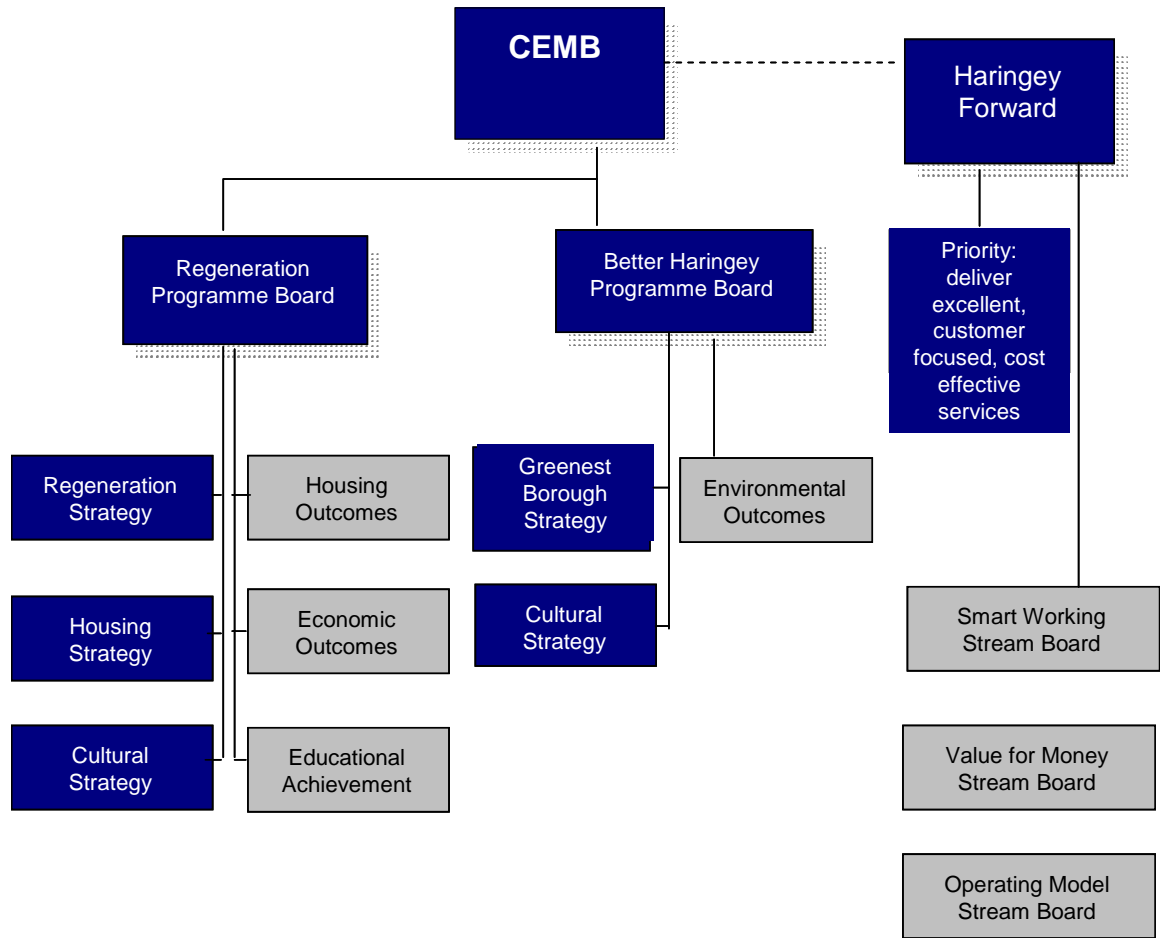 CEMB
Haringey
Forward
Regeneration
Programme Board
Better Haringey
Programme Board
Priority:
deliver
excellent,
customer
focused, cost
effective
services
Regeneration
Strategy
Housing
Outcomes
Greenest
Borough
Strategy
Environmental
Outcomes
Housing
Strategy
Economic
Outcomes
Cultural
Strategy
Smart Working
Stream Board
Cultural
Strategy
Educational
Achievement
Value for Money
Stream Board
Operating Model
Stream Board